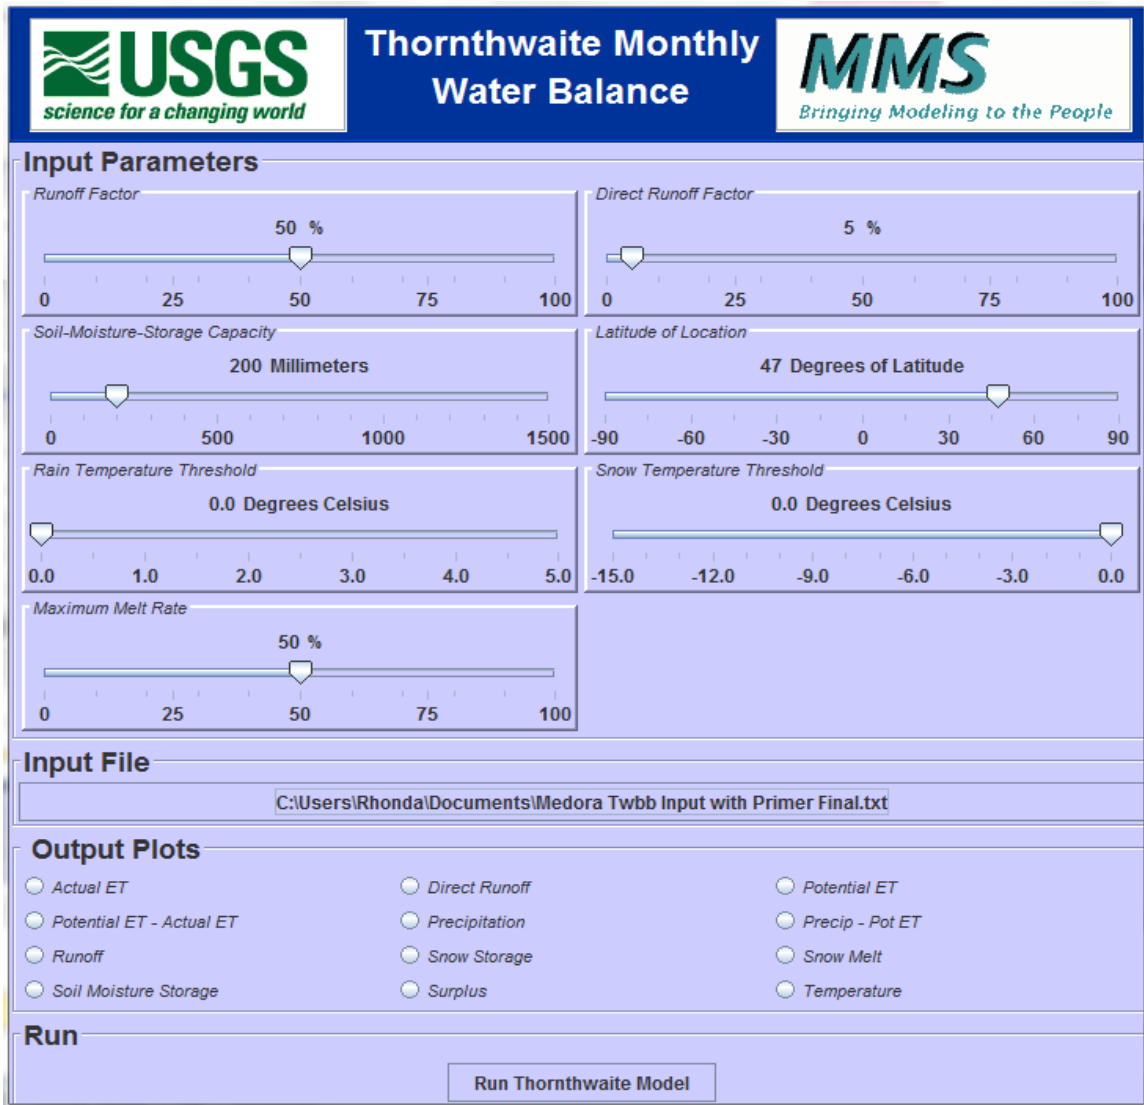 USGS
science for a changing world
Thornthwaite Monthly
Water Balance
MMS
Bringing Modeling to the People
Input Parameters
Runoff Factor
50 %
0 25 50 75 100
Direct Runoff Factor
5 %
0 25 50 75 100
Soil-Moisture-Storage Capacity
200 Millimeters
0 500 1000 1500
Latitude of Location
47 Degrees of Latitude
-90 -60 -30 0 30 60 90
Rain Temperature Threshold
0.0 Degrees Celsius
0.0 1.0 2.0 3.0 4.0 5.0
Snow Temperature Threshold
0.0 Degrees Celsius
-15.0 -12.0 -9.0 -6.0 -3.0 0.0
Maximum Melt Rate
50 %
0 25 50 75 100
Input File
C:\Users\Rhonda\Documents\Medora Twbb Input with Primer Final.txt
Output Plots
Actual ET Direct Runoff Potential ET
Potential ET - Actual ET Precipitation Precip - Pot ET
Runoff Snow Storage Snow Melt
Soil Moisture Storage Surplus Temperature
Run
Run Thornthwaite Model